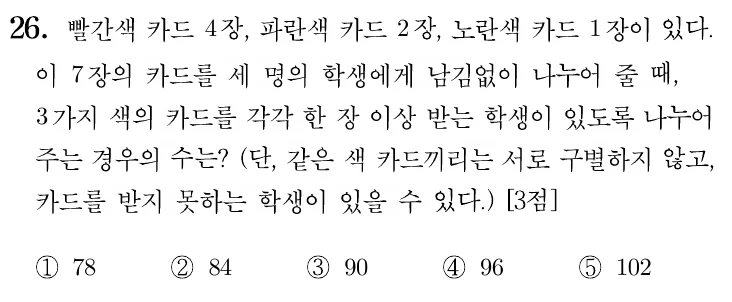 26. 빨간색 카드 4장, 파란색 카드 2장, 노란색 카드 1장이 있다.
이 7장의 카드를 세 명의 학생에게 남김없이 나누어 줄 때,
3가지 색의 카드를 각각 한 장 이상 받는 학생이 있도록 나누어
주는 경우의 수는? (단, 같은 색 카드끼리는 서로 구별하지 않고,
카드를 받지 못하는 학생이 있을 수 있다.) [3점]
① 78 ② 84 ③ 90 ④ 96 ⑤ 102